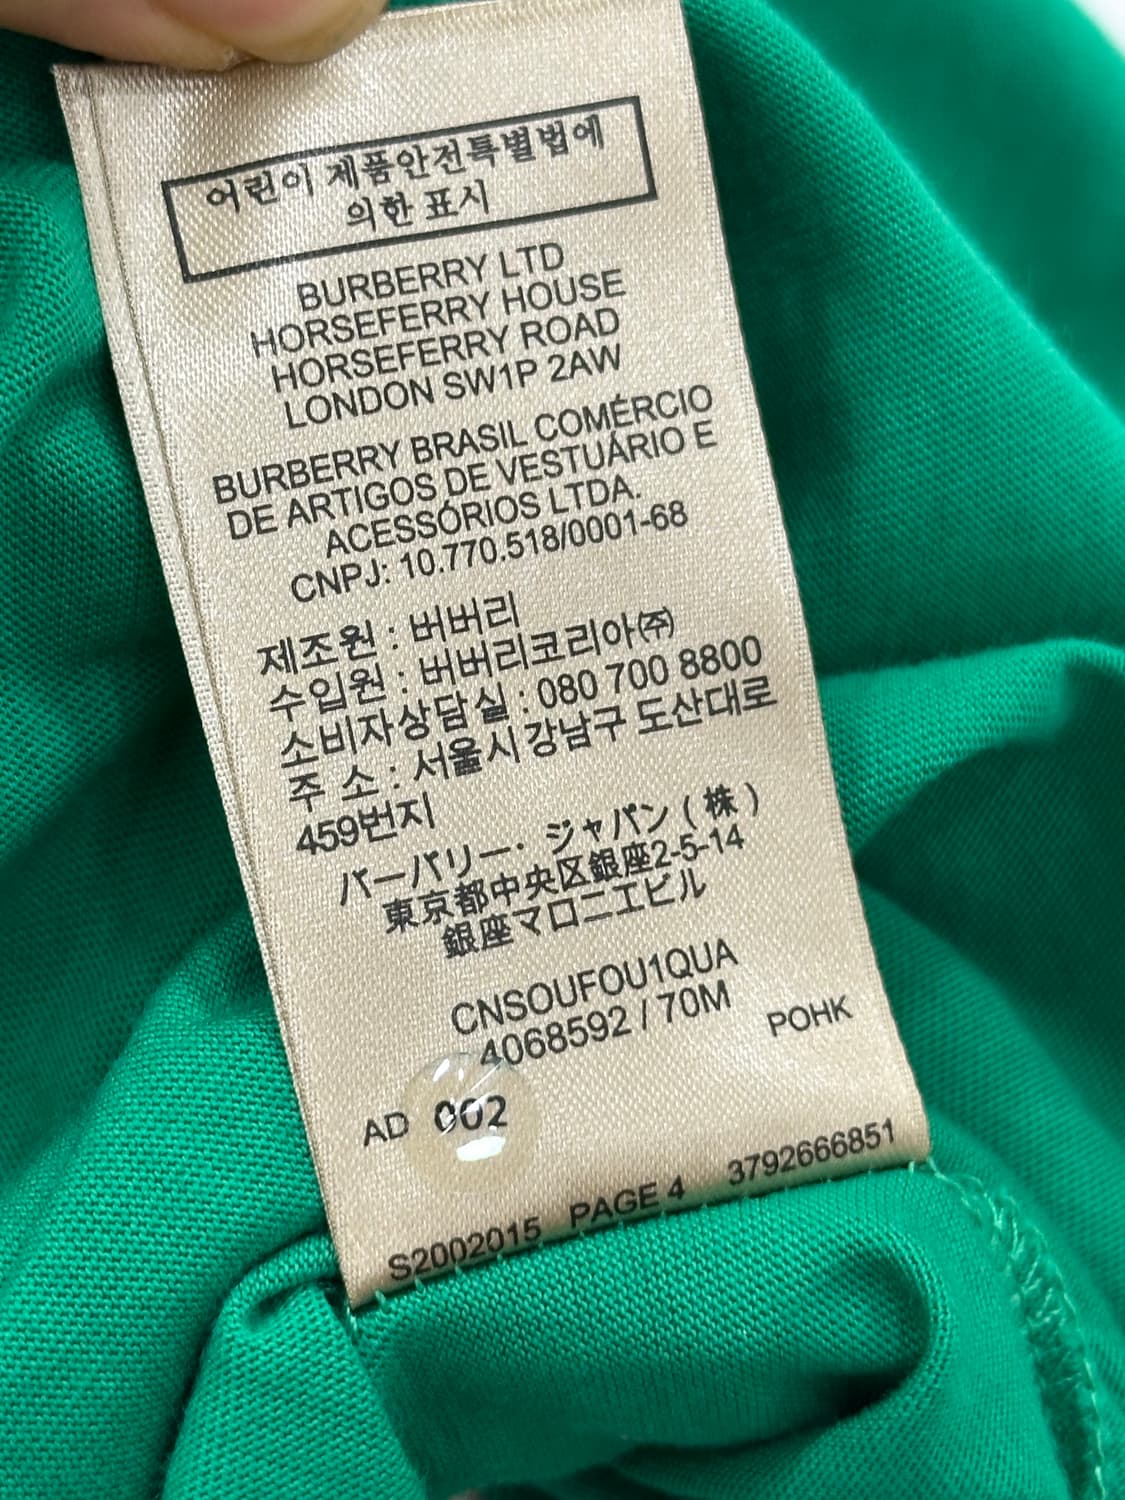 어린이 제품안전특별법에
의한 표시
BURBERRY LTD
HORSEFERRY HOUSE
HORSEFERRY ROAD
LONDON SW1P 2AW
BURBERRY BRASIL COMÉRCIO
DE ARTIGOS DE VESTUÁRIO E
ACESSÓRIOS LTDA.
CNPJ: 10.770.518/0001-68
제조원 : 버버리
수입원 : 버버리코리아㈜
소비자상담실 : 080 700 8800
주 소 : 서울시 강남구 도산대로
459번지
バーバリー・ジャパン(株)
東京都中央区銀座2-5-14
銀座マロニエビル
CNSOUFOU1QUA
4068592 / 70M
POHK
AD 002
S2002015 PAGE 4 3792666851